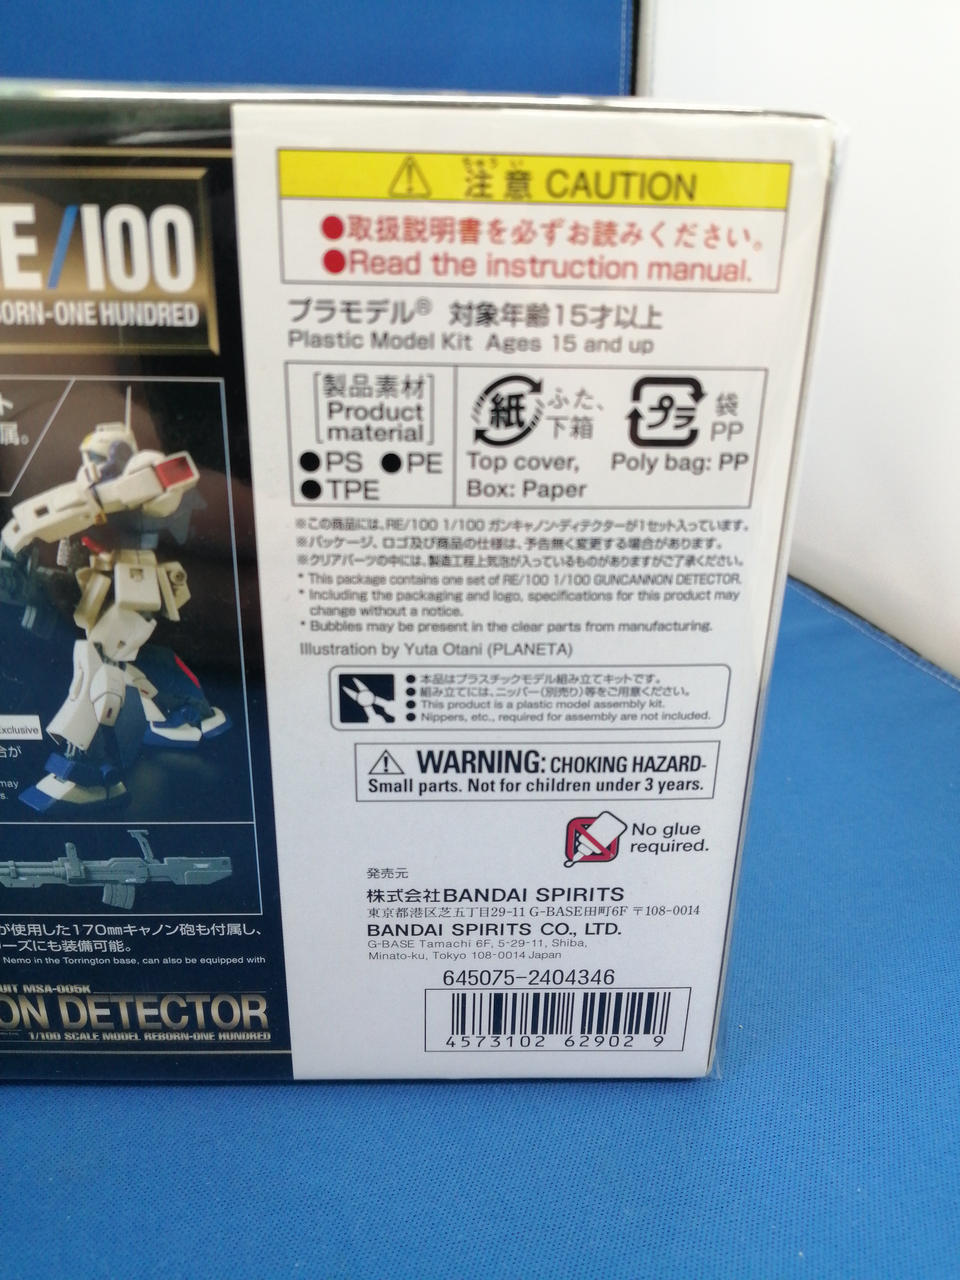 E/100
BORN-ONE HUNDRED
ト
属。
Exclusive
合が
may
s.
が使用した170mmキャノン砲も付属し、
リーズにも装備可能。
Nemo in the Torrington base, can also be equipped with
UIT MSA-005K
ON DETECTOR
1/100 SCALE MODEL REBORN-ONE HUNDRED
ちゅう い
注意 CAUTION
●取扱説明書を必ずお読みください。
●Read the instruction manual.
プラモデル® 対象年齢15才以上
Plastic Model Kit Ages 15 and up
[製品素材]
[Product material]
●PS ●PE
●TPE
紙 ふた、下箱
Top cover,
Box: Paper
プラ 袋 PP
Poly bag: PP
※この商品には、RE/100 1/100 ガンキャノン・ディテクターが1セット入っています。
※パッケージ、ロゴ及び商品の仕様は、予告無く変更する場合があります。
※クリアパーツの中には、製造工程上気泡が入っているものがありますがご了承ください。
* This package contains one set of RE/100 1/100 GUNCANNON DETECTOR.
* Including the packaging and logo, specifications for this product may
change without a notice.
* Bubbles may be present in the clear parts from manufacturing.
Illustration by Yuta Otani (PLANETA)
● 本品はプラスチックモデル組み立てキットです。
● 組み立てには、ニッパー(別売り)等をご用意ください。
● This product is a plastic model assembly kit.
● Nippers, etc., required for assembly are not included.
WARNING: CHOKING HAZARD-
Small parts. Not for children under 3 years.
No glue
required.
発売元
株式会社BANDAI SPIRITS
東京都港区芝五丁目29-11 G-BASE田町6F 〒108-0014
BANDAI SPIRITS CO., LTD.
G-BASE Tamachi 6F, 5-29-11, Shiba,
Minato-ku, Tokyo 108-0014 Japan
645075-2404346
4573102 62902 9